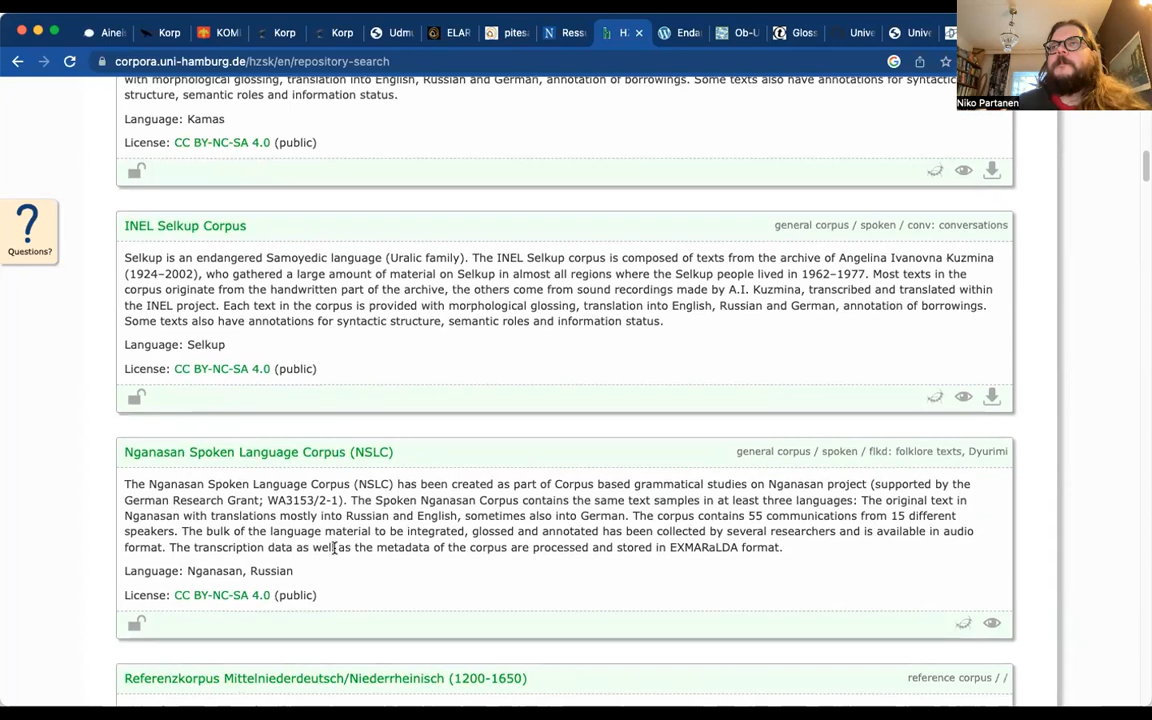 Ainei
Korp
KOMI
Korp
Korp
Udmu
ELAR
pites
Resou
H
Endan
Ob-U
Gloss
Unive
Unive
corpora.uni-hamburg.de/hzsk/en/repository-search
Niko Partanen
with morphological glossing, translation into English, Russian and German, annotation of borrowings. Some texts also have annotations for syntactic
structure, semantic roles and information status.
Language: Kamas
License: CC BY-NC-SA 4.0 (public)
Questions?
INEL Selkup Corpus
general corpus / spoken / conv: conversations
Selkup is an endangered Samoyedic language (Uralic family). The INEL Selkup corpus is composed of texts from the archive of Angelina Ivanovna Kuzmina
(1924–2002), who gathered a large amount of material on Selkup in almost all regions where the Selkup people lived in 1962–1977. Most texts in the
corpus originate from the handwritten part of the archive, the others come from sound recordings made by A.I. Kuzmina, transcribed and translated within
the INEL project. Each text in the corpus is provided with morphological glossing, translation into English, Russian and German, annotation of borrowings.
Some texts also have annotations for syntactic structure, semantic roles and information status.
Language: Selkup
License: CC BY-NC-SA 4.0 (public)
Nganasan Spoken Language Corpus (NSLC)
general corpus / spoken / flkd: folklore texts, Dyurimi
The Nganasan Spoken Language Corpus (NSLC) has been created as part of Corpus based grammatical studies on Nganasan project (supported by the
German Research Grant; WA3153/2-1). The Spoken Nganasan Corpus contains the same text samples in at least three languages: The original text in
Nganasan with translations mostly into Russian and English, sometimes also into German. The corpus contains 55 communications from 15 different
speakers. The bulk of the language material to be integrated, glossed and annotated has been collected by several researchers and is available in audio
format. The transcription data as well as the metadata of the corpus are processed and stored in EXMARaLDA format.
Language: Nganasan, Russian
License: CC BY-NC-SA 4.0 (public)
Referenzkorpus Mittelniederdeutsch/Niederrheinisch (1200-1650)
reference corpus / /